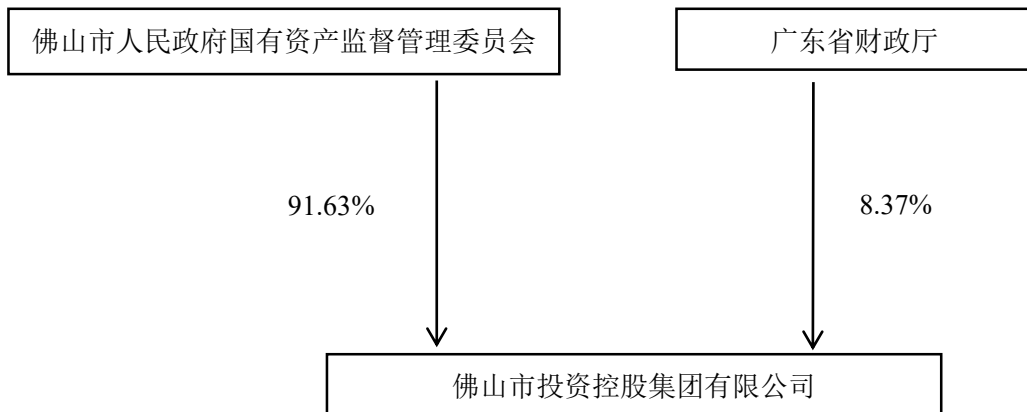 佛山市人民政府国有资产监督管理委员会
广东省财政厅
91.63%
8.37%
佛山市投资控股集团有限公司